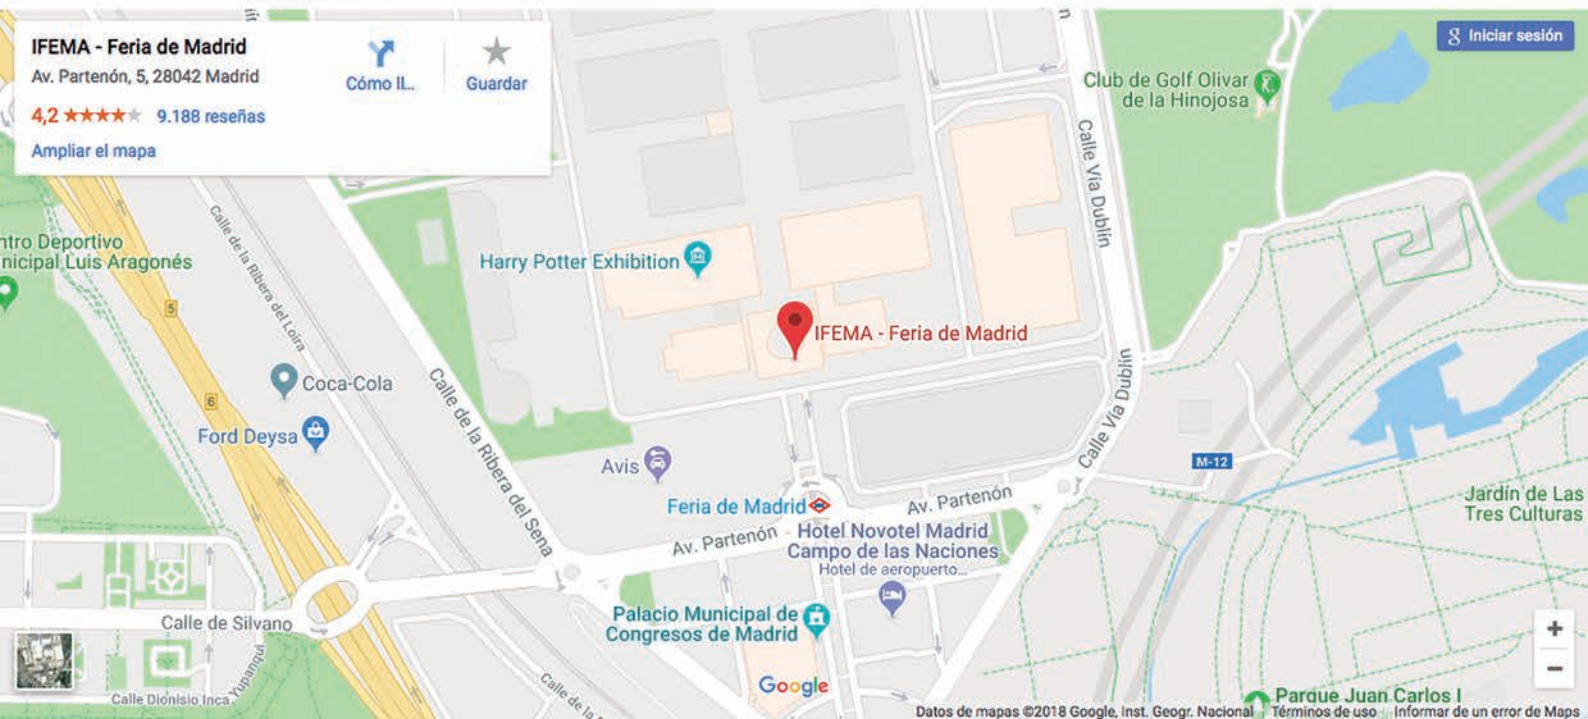 IFEMA - Feria de Madrid
Av. Partenón, 5, 28042 Madrid
4,2
9.188 reseñas
Ampliar el mapa
Cómo ll...
Guardar
Iniciar sesión
Club de Golf Olivar
de la Hinojosa
Calle Vía Dublín
Calle de la Ribera del Loira
ntro Deportivo
nicipal Luis Aragonés
Harry Potter Exhibition
5
IFEMA - Feria de Madrid
Coca-Cola
6
Ford Deysa
Calle de la Ribera del Sena
Calle Vía Dublín
Avis
M-12
Feria de Madrid
Av. Partenón
Jardín de Las
Tres Culturas
Av. Partenón
Hotel Novotel Madrid
Campo de las Naciones
Hotel de aeropuerto...
Palacio Municipal de
Congresos de Madrid
Calle de Silvano
+
−
Calle Dionisio Inca Yupanqui
Calle de la
Google
Parque Juan Carlos I
Datos de mapas ©2018 Google, Inst. Geogr. Nacional
Términos de uso
Informar de un error de Maps